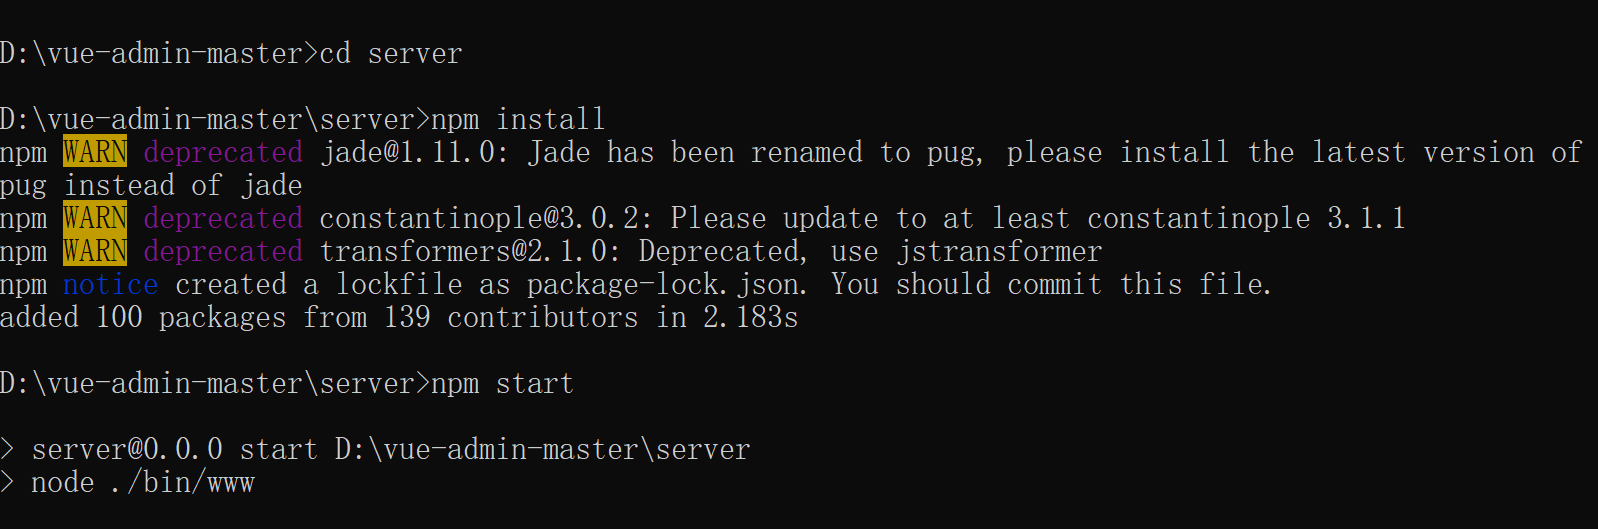 D:\vue-admin-master>cd server
D:\vue-admin-master\server>npm install
npm WARN deprecated jade@1.11.0: Jade has been renamed to pug, please install the latest version of
pug instead of jade
npm WARN deprecated constantinople@3.0.2: Please update to at least constantinople 3.1.1
npm WARN deprecated transformers@2.1.0: Deprecated, use jstransformer
npm notice created a lockfile as package-lock.json. You should commit this file.
added 100 packages from 139 contributors in 2.183s
D:\vue-admin-master\server>npm start
> server@0.0.0 start D:\vue-admin-master\server
> node ./bin/www